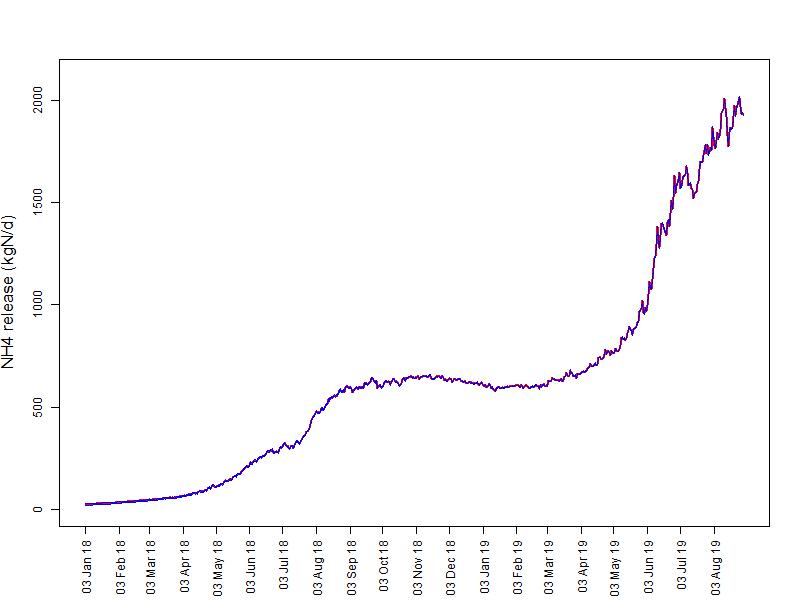 NH4 release (kgN/d)
2000
1500
1000
500
0
03 Jan 18
03 Feb 18
03 Mar 18
03 Apr 18
03 May 18
03 Jun 18
03 Jul 18
03 Aug 18
03 Sep 18
03 Oct 18
03 Nov 18
03 Dec 18
03 Jan 19
03 Feb 19
03 Mar 19
03 Apr 19
03 May 19
03 Jun 19
03 Jul 19
03 Aug 19